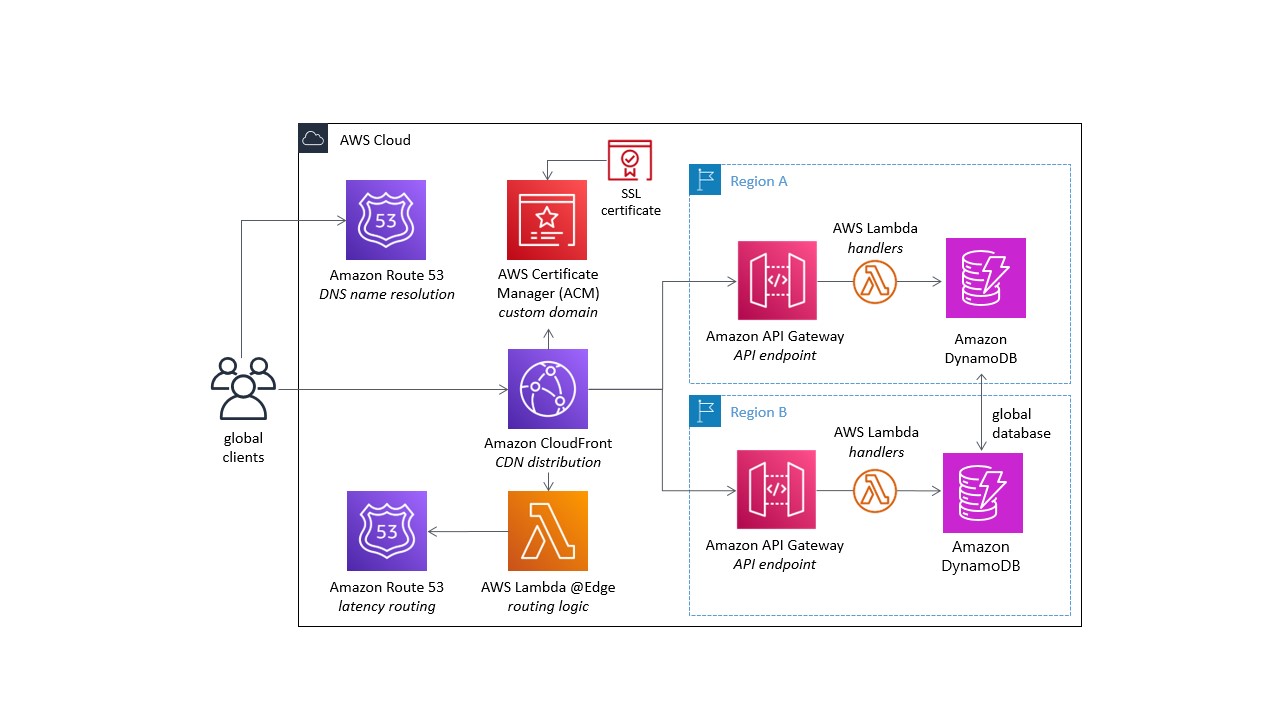 AWS Cloud
53
Amazon Route 53
DNS name resolution
SSL
certificate
AWS Certificate
Manager (ACM)
custom domain
global
clients
Amazon CloudFront
CDN distribution
53
Amazon Route 53
latency routing
AWS Lambda @Edge
routing logic
Region A
</>
Amazon API Gateway
API endpoint
AWS Lambda
handlers
Amazon
DynamoDB
global
database
Region B
</>
Amazon API Gateway
API endpoint
AWS Lambda
handlers
Amazon
DynamoDB